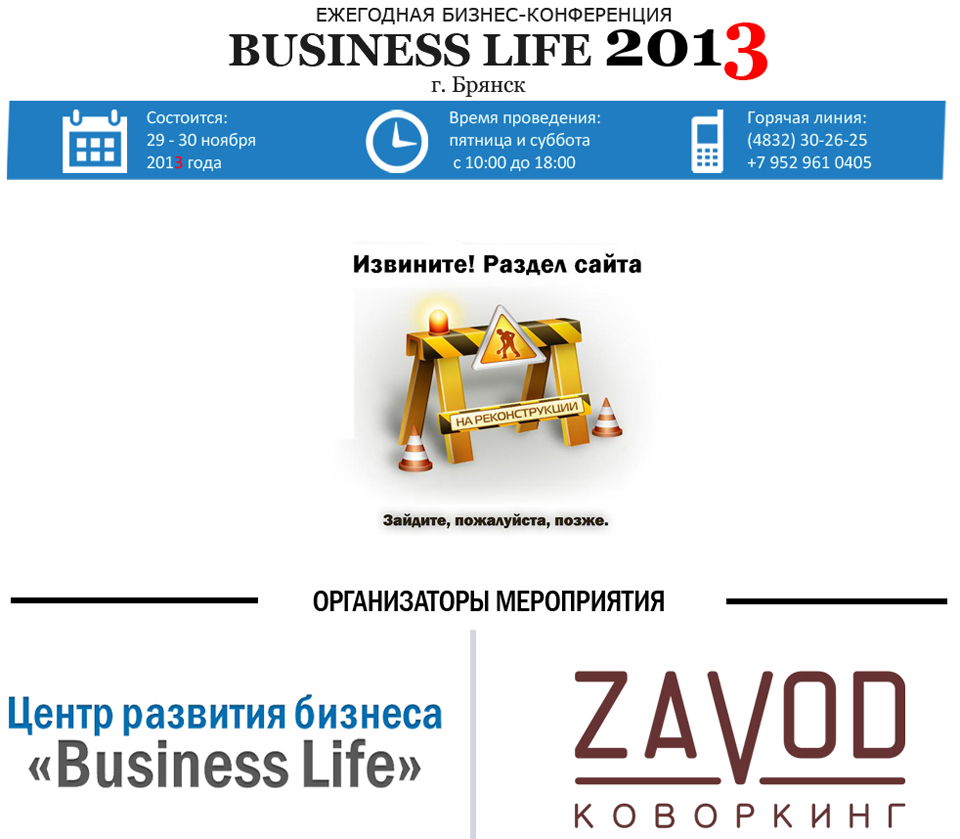 ЕЖЕГОДНАЯ БИЗНЕС-КОНФЕРЕНЦИЯ
BUSINESS LIFE 2013
г. Брянск
Состоится:
29 - 30 ноября
2013 года
Время проведения:
пятница и суббота
с 10:00 до 18:00
Горячая линия:
(4832) 30-26-25
+7 952 961 0405
Извините! Раздел сайта
НА РЕКОНСТРУКЦИИ
Зайдите, пожалуйста, позже.
ОРГАНИЗАТОРЫ МЕРОПРИЯТИЯ
Центр развития бизнеса
«Business Life»
ZAVOD
КОВОРКИНГ